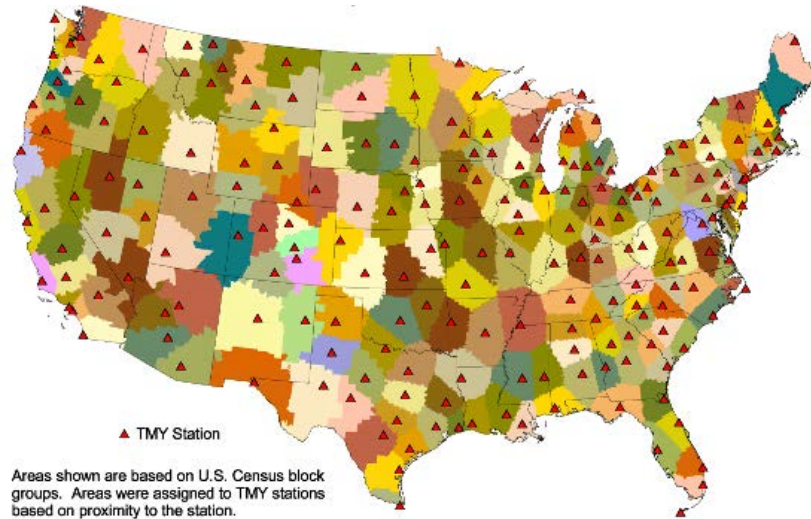 TMY Station
Areas shown are based on U.S. Census block
groups. Areas were assigned to TMY stations
based on proximity to the station.